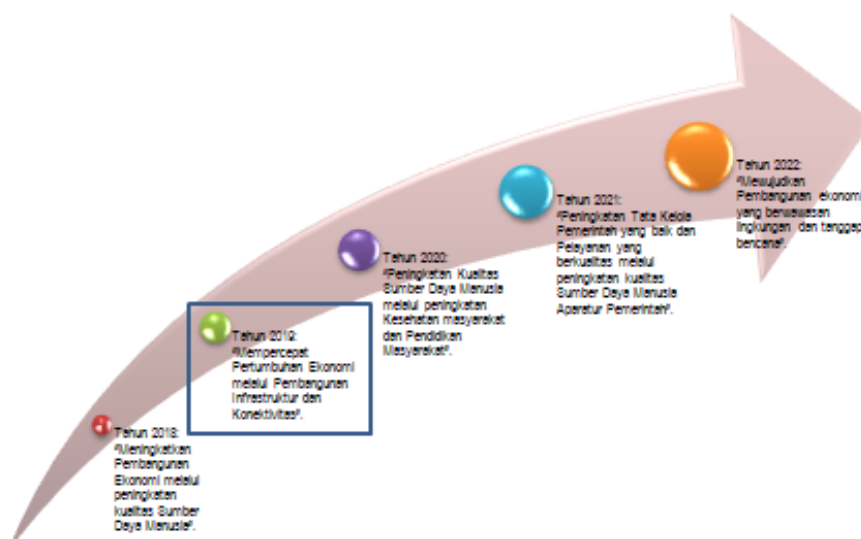 Tahun 2018:
"Meningkatkan
Pembangunan
Ekonomi melalui
peningkatan
kualitas Sumber
Daya Manusia".
Tahun 2019:
"Mempercepat
Pertumbuhan Ekonomi
melalui Pembangunan
Infrastruktur dan
Konektivitas".
Tahun 2020:
"Peningkatan Kualitas
Sumber Daya Manusia
melalui peningkatan
Kesehatan masyarakat
dan Pendidikan
Masyarakat".
Tahun 2021:
"Peningkatan Tata Kelola
Pemerintah yang baik dan
Pelayanan yang
berkualitas melalui
peningkatan kualitas
Sumber Daya Manusia
Aparatur Pemerintah".
Tahun 2022:
"Mewujudkan
Pembangunan ekonomi
yang berwawasan
lingkungan dan tanggap
bencana".